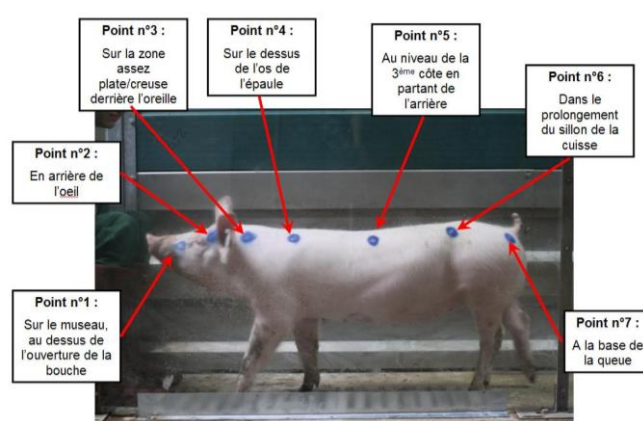 Point n°1 :
Sur le museau,
au dessus de
l'ouverture de la
bouche
Point n°2 :
En arrière de
l'oeil
Point n°3 :
Sur la zone
assez
plate/creuse
derrière l'oreille
Point n°4 :
Sur le dessus
de l'os de
l'épaule
Point n°5 :
Au niveau de la
3ème côte en
partant de
l'arrière
Point n°6 :
Dans le
prolongement
du sillon de la
cuisse
Point n°7 :
A la base de
la queue